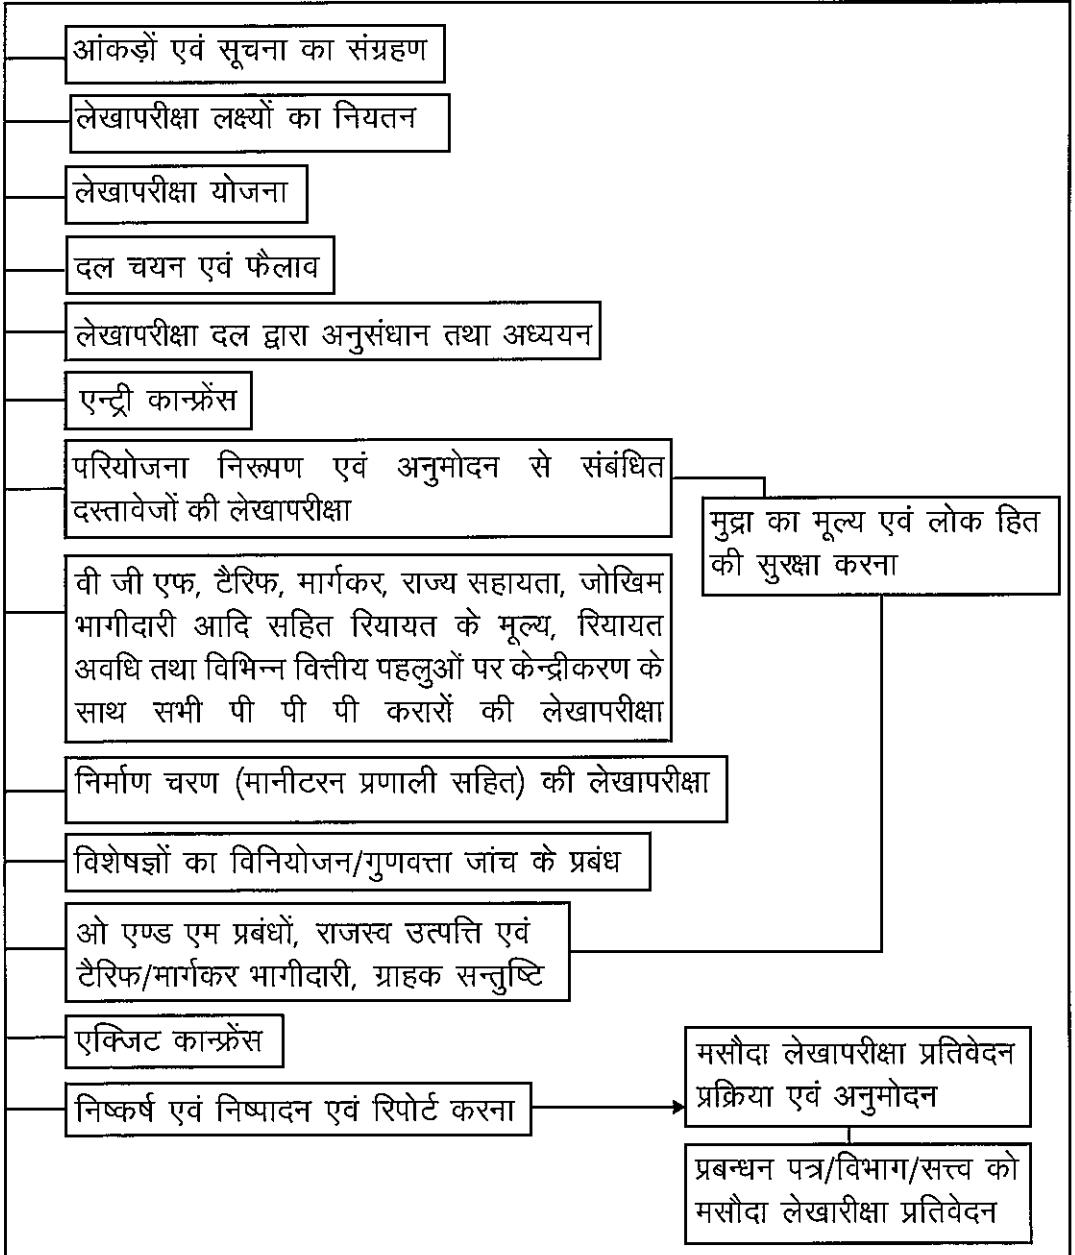 आंकड़ों एवं सूचना का संग्रहण
लेखापरीक्षा लक्ष्यों का नियतन
लेखापरीक्षा योजना
दल चयन एवं फैलाव
लेखापरीक्षा दल द्वारा अनुसंधान तथा अध्ययन
एन्ट्री कान्फ्रेंस
परियोजना निरूपण एवं अनुमोदन से संबंधित
दस्तावेजों की लेखापरीक्षा
मुद्रा का मूल्य एवं लोक हित
की सुरक्षा करना
वी जी एफ, टैरिफ, मार्गकर, राज्य सहायता, जोखिम
भागीदारी आदि सहित रियायत के मूल्य, रियायत
अवधि तथा विभिन्न वित्तीय पहलुओं पर केन्द्रीकरण के
साथ सभी पी पी पी करारों की लेखापरीक्षा
निर्माण चरण (मानीटरन प्रणाली सहित) की लेखापरीक्षा
विशेषज्ञों का विनियोजन/गुणवत्ता जांच के प्रबंध
ओ एण्ड एम प्रबंधों, राजस्व उत्पत्ति एवं
टैरिफ/मार्गकर भागीदारी, ग्राहक सन्तुष्टि
एक्जिट कान्फ्रेंस
निष्कर्ष एवं निष्पादन एवं रिपोर्ट करना
मसौदा लेखापरीक्षा प्रतिवेदन
प्रक्रिया एवं अनुमोदन
प्रबन्धन पत्र/विभाग/सत्त्व को
मसौदा लेखारीक्षा प्रतिवेदन